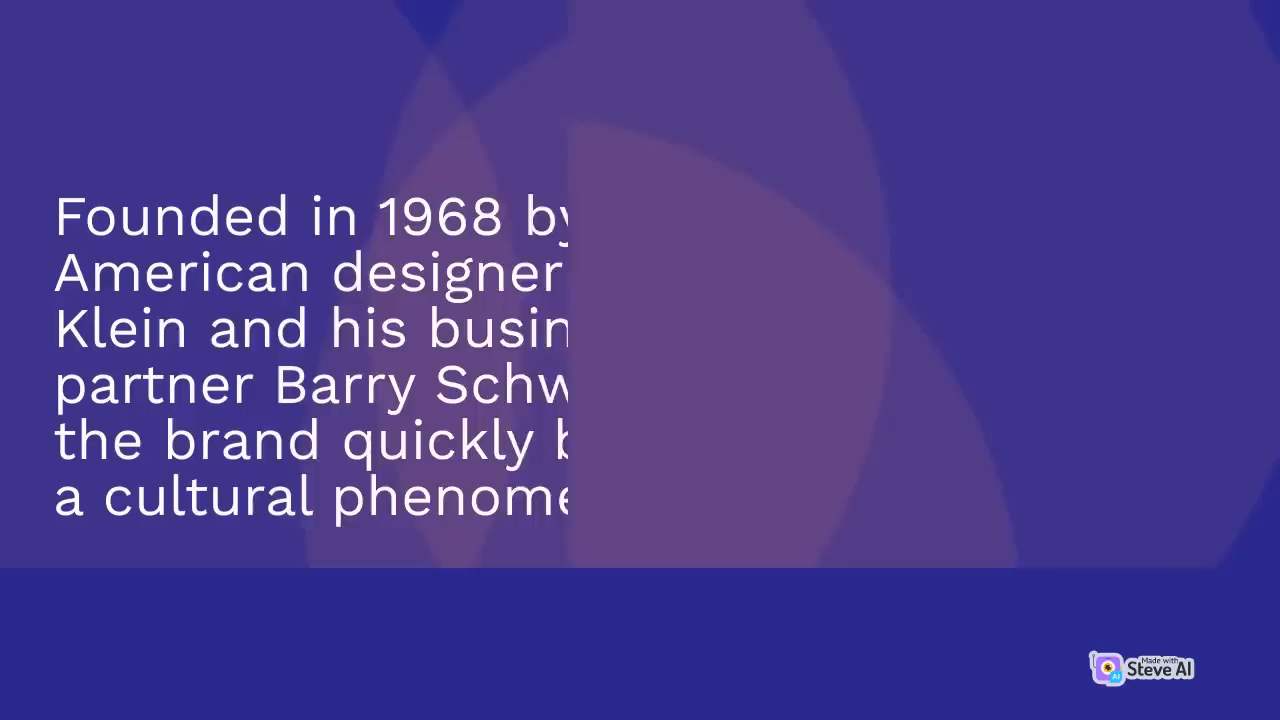 Founded in 1968 by
American designer
Klein and his busin
partner Barry Schw
the brand quickly b
a cultural phenome
Made with
Steve AI
AI